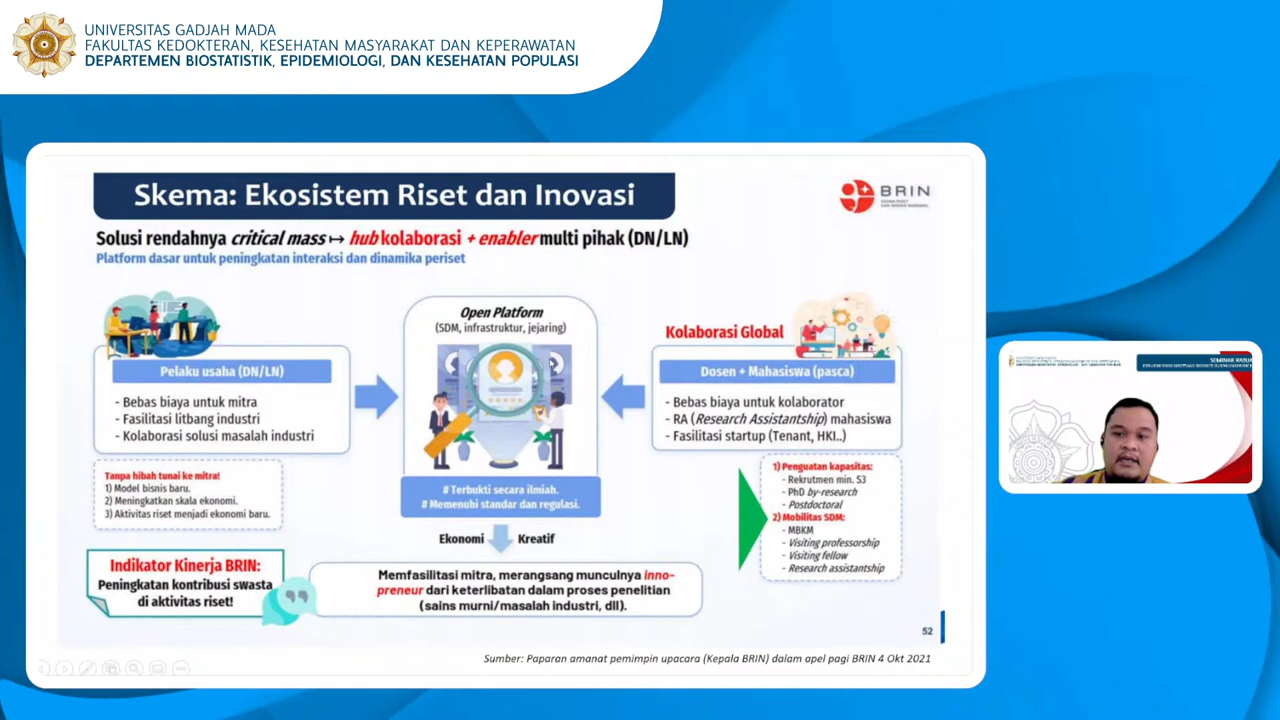 UNIVERSITAS GADJAH MADA
FAKULTAS KEDOKTERAN, KESEHATAN MASYARAKAT DAN KEPERAWATAN
DEPARTEMEN BIOSTATISTIK, EPIDEMIOLOGI, DAN KESEHATAN POPULASI
Skema: Ekosistem Riset dan Inovasi
BRIN
Solusi rendahnya critical mass ↦ hub kolaborasi + enabler multi pihak (DN/LN)
Platform dasar untuk peningkatan interaksi dan dinamika periset
Pelaku usaha (DN/LN)
- Bebas biaya untuk mitra
- Fasilitasi litbang industri
- Kolaborasi solusi masalah industri
Tanpa hibah tunai ke mitra!
1) Model bisnis baru.
2) Meningkatkan skala ekonomi.
3) Aktivitas riset menjadi ekonomi baru.
Open Platform
(SDM, infrastruktur, jejaring)
# Terbukti secara ilmiah.
# Memenuhi standar dan regulasi.
Ekonomi Kreatif
Kolaborasi Global
Dosen + Mahasiswa (pasca)
- Bebas biaya untuk kolaborator
- RA (Research Assistantship) mahasiswa
- Fasilitasi startup (Tenant, HKI..)
1) Penguatan kapasitas:
- Rekrutmen min. S3
- PhD by-research
- Postdoctoral
2) Mobilitas SDM:
- MBKM
- Visiting professorship
- Visiting fellow
- Research assistantship
Indikator Kinerja BRIN:
Peningkatan kontribusi swasta
di aktivitas riset!
Memfasilitasi mitra, merangsang munculnya inno-
preneur dari keterlibatan dalam proses penelitian
(sains murni/masalah industri, dll).
52
Sumber: Paparan amanat pemimpin upacara (Kepala BRIN) dalam apel pagi BRIN 4 Okt 2021